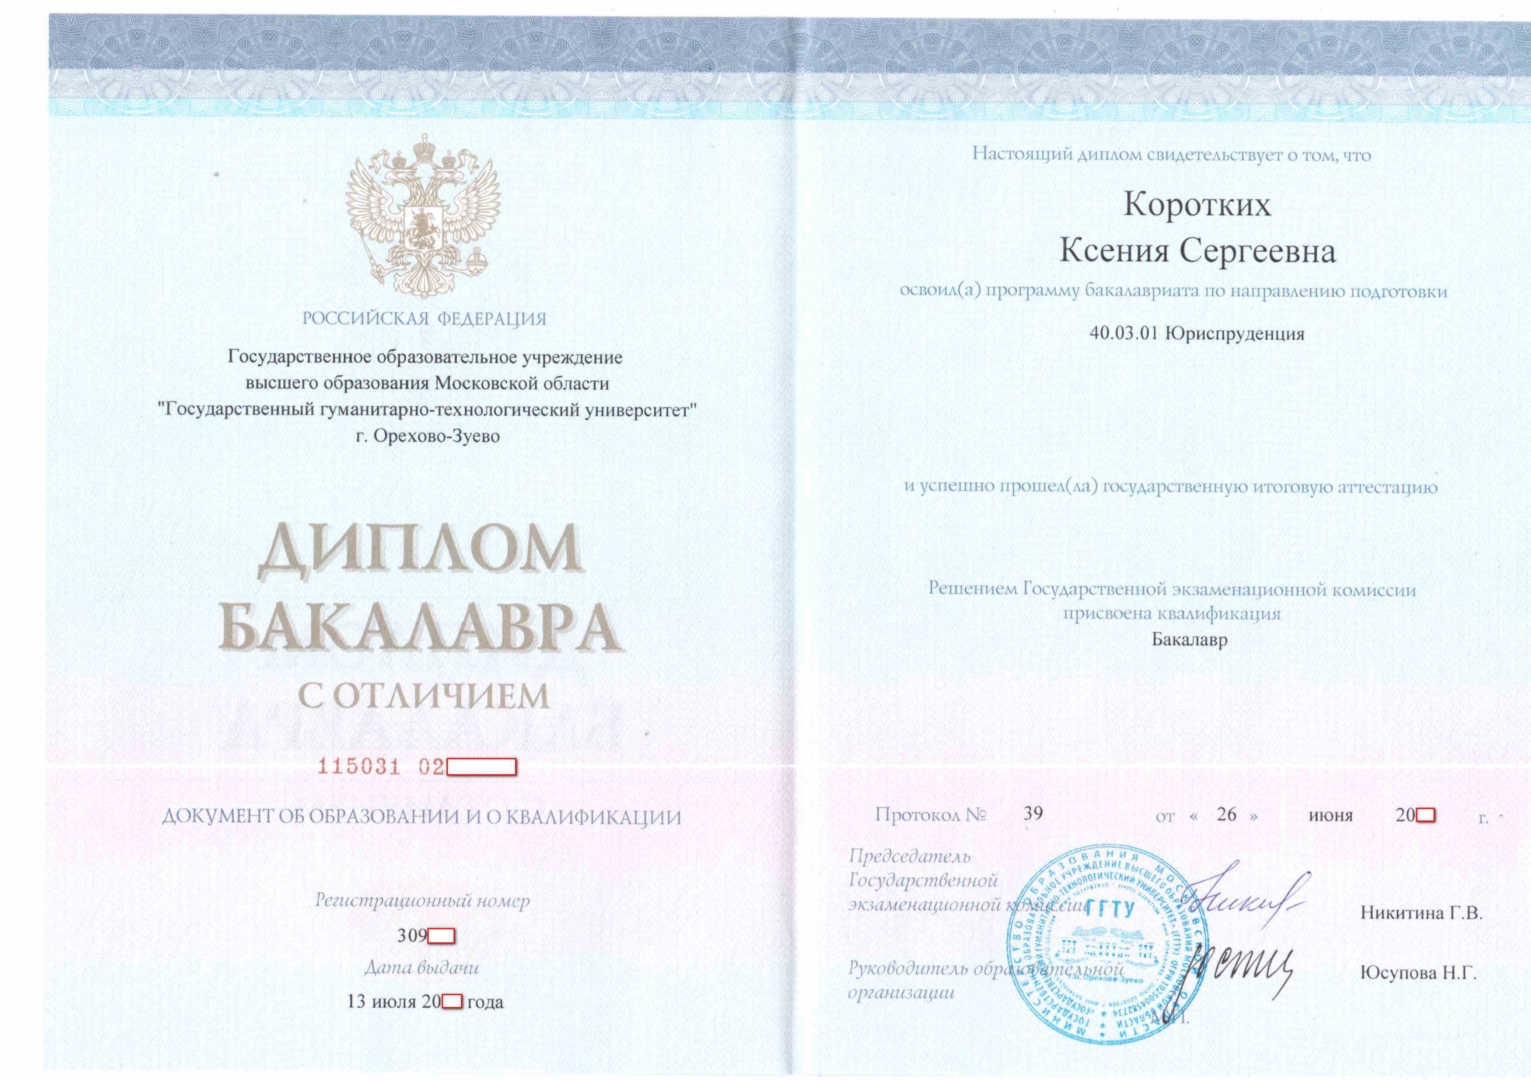 РОССИЙСКАЯ ФЕДЕРАЦИЯ
Государственное образовательное учреждение
высшего образования Московской области
"Государственный гуманитарно-технологический университет"
г. Орехово-Зуево
ДИПЛОМ
БАКАЛАВРА
С ОТЛИЧИЕМ
115031 02
ДОКУМЕНТ ОБ ОБРАЗОВАНИИ И О КВАЛИФИКАЦИИ
Регистрационный номер
309
Дата выдачи
13 июля 20 года
Настоящий диплом свидетельствует о том, что
Коротких
Ксения Сергеевна
освоил(а) программу бакалавриата по направлению подготовки
40.03.01 Юриспруденция
и успешно прошел(ла) государственную итоговую аттестацию
Решением Государственной экзаменационной комиссии
присвоена квалификация
Бакалавр
Протокол № 39 от « 26 » июня 20 г.
Председатель
Государственной
экзаменационной комиссии
Никитина Г.В.
Руководитель образовательной
организации
Юсупова Н.Г.
М.П.
ГГТУ
г. Орехово-Зуево